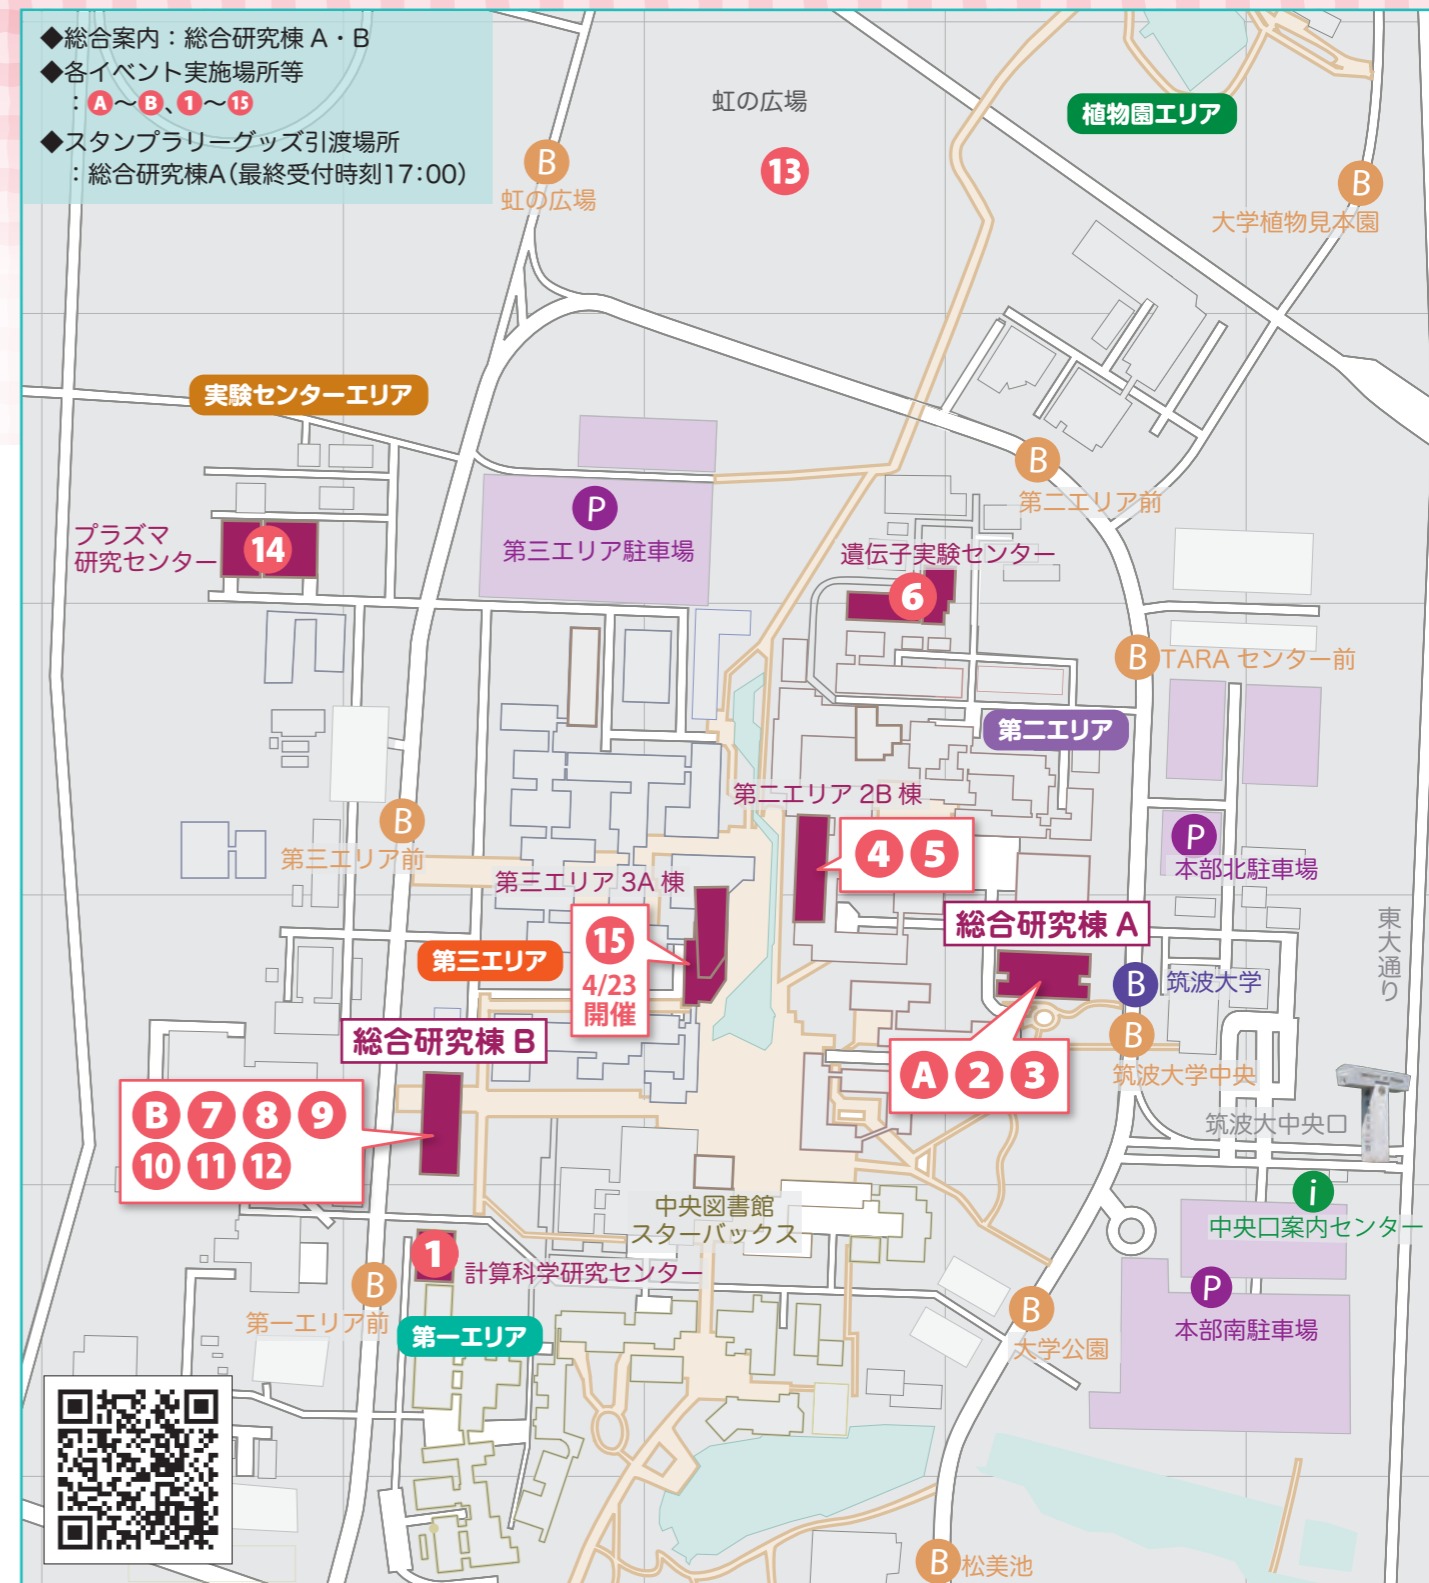 ◆総合案内：総合研究棟 A・B
◆各イベント実施場所等
：A～B、1～15
◆スタンプラリーグッズ引渡場所
：総合研究棟A（最終受付時刻17:00）
虹の広場
13
植物園エリア
B
虹の広場
B
大学植物見本園
実験センターエリア
B
第二エリア前
P
第三エリア駐車場
プラズマ
研究センター
14
遺伝子実験センター
6
B
TARA センター前
第二エリア
第二エリア 2B 棟
4 5
B
第三エリア前
P
本部北駐車場
第三エリア 3A 棟
15
4/23
開催
総合研究棟 A
東大通り
第三エリア
B
筑波大学
B
筑波大学中央
総合研究棟 B
A 2 3
B 7 8 9
10 11 12
筑波大中央口
i
中央口案内センター
中央図書館
スターバックス
1
計算科学研究センター
B
第一エリア前
第一エリア
P
本部南駐車場
B
大学公園
B
松美池